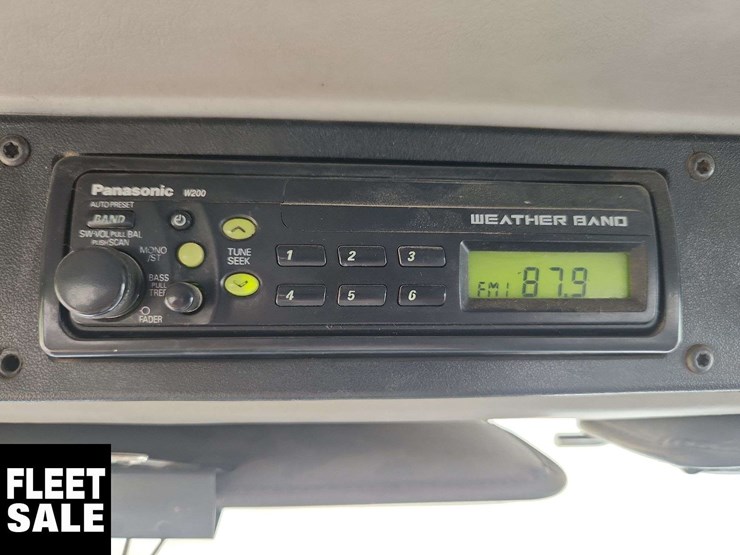 Panasonic W200
AUTO PRESET
BAND
SW·VOL PULL BAL
PUSH SCAN
MONO
/ST
BASS
PULL
TRE
FADER
TUNE
SEEK
1 2 3
4 5 6
WEATHER BAND
FM1 87.9
FLEET
SALE